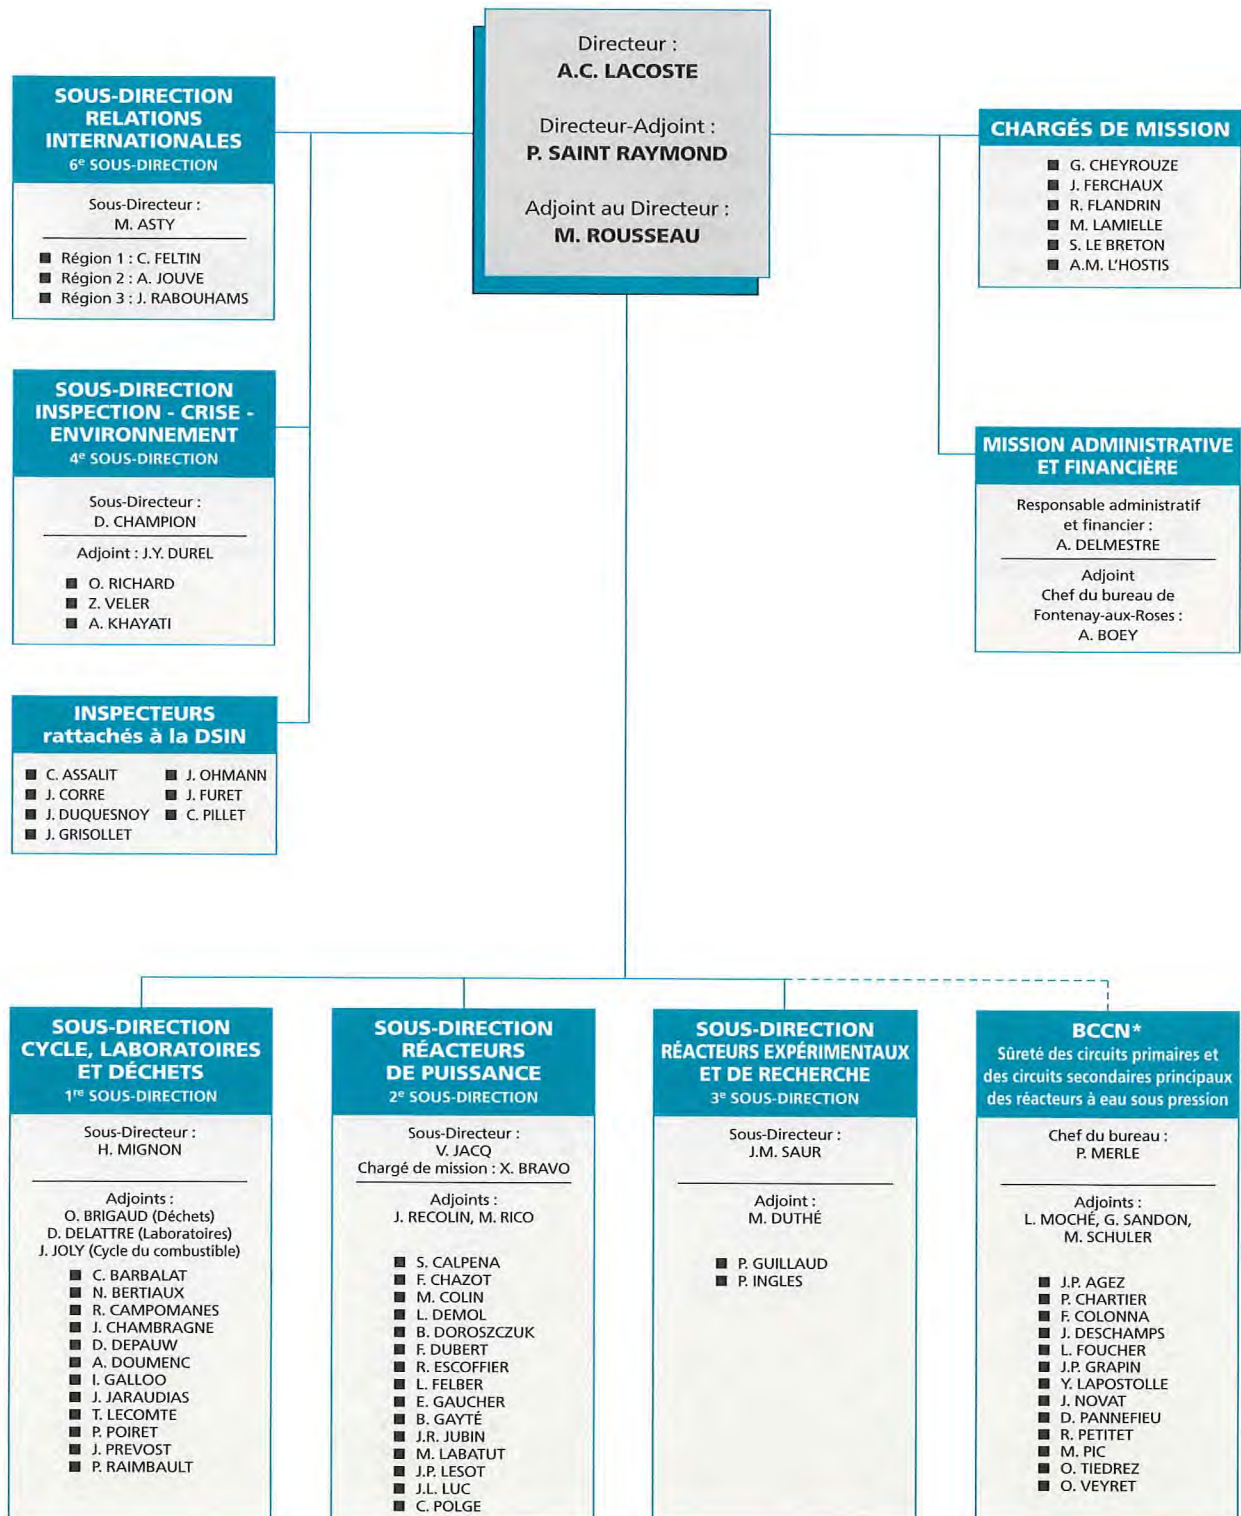 Directeur :
A.C. LACOSTE
Directeur-Adjoint :
P. SAINT RAYMOND
Adjoint au Directeur :
M. ROUSSEAU
SOUS-DIRECTION
RELATIONS
INTERNATIONALES
6e SOUS-DIRECTION
Sous-Directeur :
M. ASTY
Région 1 : C. FELTIN
Région 2 : A. JOUVE
Région 3 : J. RABOUHAMS
CHARGÉS DE MISSION
G. CHEYROUZE
J. FERCHAUX
R. FLANDRIN
M. LAMIELLE
S. LE BRETON
A.M. L'HOSTIS
SOUS-DIRECTION
INSPECTION - CRISE -
ENVIRONNEMENT
4e SOUS-DIRECTION
Sous-Directeur :
D. CHAMPION
Adjoint : J.Y. DUREL
O. RICHARD
Z. VELER
A. KHAYATI
MISSION ADMINISTRATIVE
ET FINANCIÈRE
Responsable administratif
et financier :
A. DELMESTRE
Adjoint
Chef du bureau de
Fontenay-aux-Roses :
A. BOEY
INSPECTEURS
rattachés à la DSIN
C. ASSALIT
J. CORRE
J. DUQUESNOY
J. GRISOLLET
J. OHMANN
J. FURET
C. PILLET
SOUS-DIRECTION
CYCLE, LABORATOIRES
ET DÉCHETS
1re SOUS-DIRECTION
Sous-Directeur :
H. MIGNON
Adjoints :
O. BRIGAUD (Déchets)
D. DELATTRE (Laboratoires)
J. JOLY (Cycle du combustible)
C. BARBALAT
N. BERTIAUX
R. CAMPOMANES
J. CHAMBRAGNE
D. DEPAUW
A. DOUMENC
I. GALLOO
J. JARAUDIAS
T. LECOMTE
P. POIRET
J. PREVOST
P. RAIMBAULT
SOUS-DIRECTION
RÉACTEURS
DE PUISSANCE
2e SOUS-DIRECTION
Sous-Directeur :
V. JACQ
Chargé de mission : X. BRAVO
Adjoints :
J. RECOLIN, M. RICO
S. CALPENA
F. CHAZOT
M. COLIN
L. DEMOL
B. DOROSZCZUK
F. DUBERT
R. ESCOFFIER
L. FELBER
E. GAUCHER
B. GAYTÉ
J.R. JUBIN
M. LABATUT
J.P. LESOT
J.L. LUC
C. POLGE
SOUS-DIRECTION
RÉACTEURS EXPÉRIMENTAUX
ET DE RECHERCHE
3e SOUS-DIRECTION
Sous-Directeur :
J.M. SAUR
Adjoint :
M. DUTHÉ
P. GUILLAUD
P. INGLES
BCCN*
Sûreté des circuits primaires et
des circuits secondaires principaux
des réacteurs à eau sous pression
Chef du bureau :
P. MERLE
Adjoints :
L. MOCHÉ, G. SANDON,
M. SCHULER
J.P. AGEZ
P. CHARTIER
F. COLONNA
J. DESCHAMPS
L. FOUCHER
J.P. GRAPIN
Y. LAPOSTOLLE
J. NOVAT
D. PANNEFIEU
R. PETITET
M. PIC
O. TIEDREZ
O. VEYRET